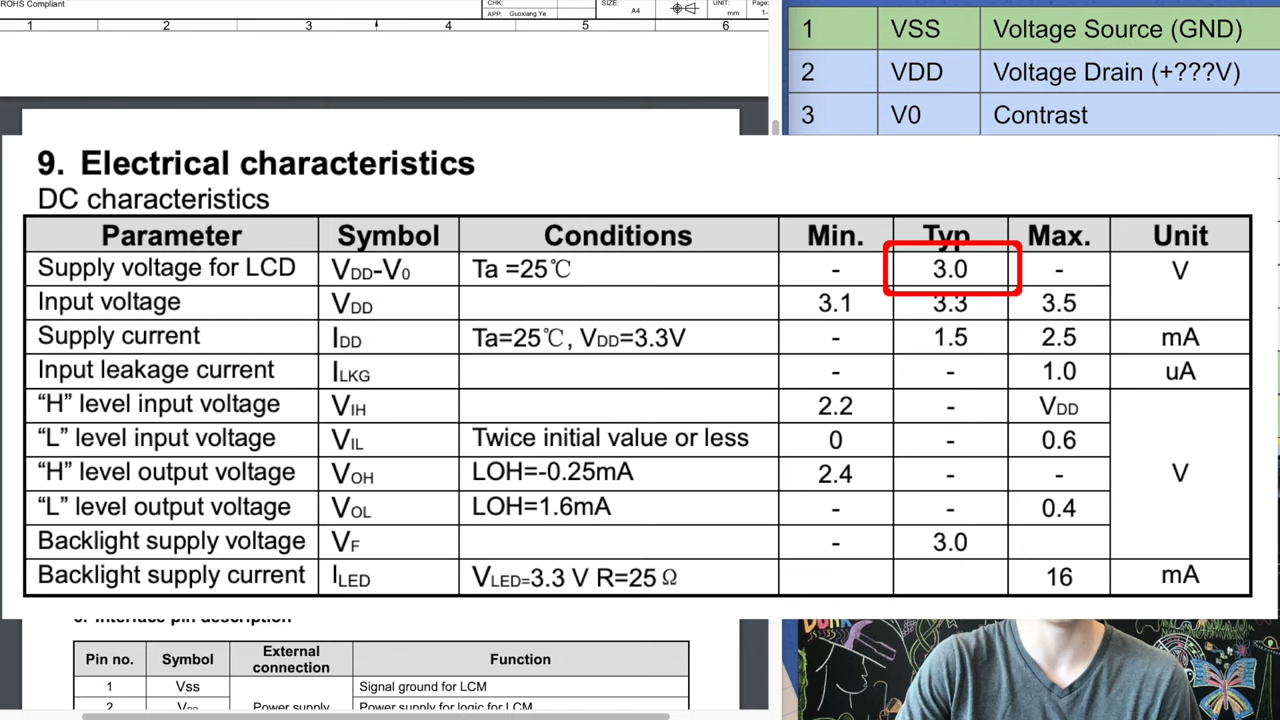 ROHS Compliant
CHK:
APP: Guoxiang Ye
SIZE:
A4
UNIT:
mm
Page:
1 2 3 4 5 6
1 VSS Voltage Source (GND)
2 VDD Voltage Drain (+???V)
3 V0 Contrast
9. Electrical characteristics
DC characteristics
Parameter Symbol Conditions Min. Typ. Max. Unit
Supply voltage for LCD VDD-V0 Ta =25℃ - 3.0 - V
Input voltage VDD 3.1 3.3 3.5
Supply current IDD Ta=25℃, VDD=3.3V - 1.5 2.5 mA
Input leakage current ILKG - - 1.0 uA
“H” level input voltage VIH 2.2 - VDD V
“L” level input voltage VIL Twice initial value or less 0 - 0.6
“H” level output voltage VOH LOH=-0.25mA 2.4 - -
“L” level output voltage VOL LOH=1.6mA - - 0.4
Backlight supply voltage VF - 3.0
Backlight supply current ILED VLED=3.3 V R=25 Ω 16 mA
Interface pin description
Pin no. Symbol External connection Function
1 Vss Signal ground for LCM
2 VDD Power supply Power supply for logic for LCM